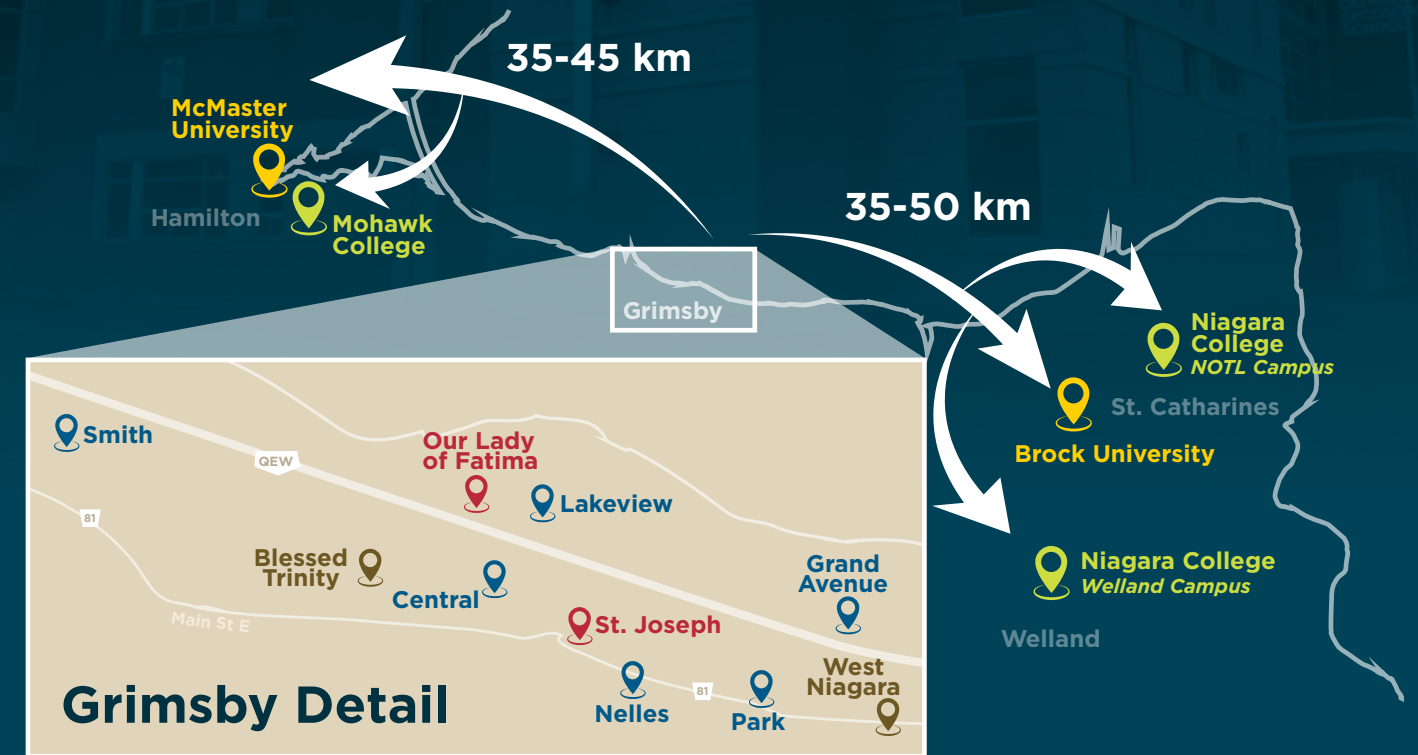 35-45 km
McMaster
University
Hamilton
Mohawk
College
35-50 km
Grimsby
Niagara
College
NOTL Campus
St. Catharines
Brock University
Niagara College
Welland Campus
Welland
Smith
QEW
Our Lady
of Fatima
Lakeview
81
Blessed
Trinity
Central
Grand
Avenue
Main St E
St. Joseph
West
Niagara
81
Nelles
Park
Grimsby Detail